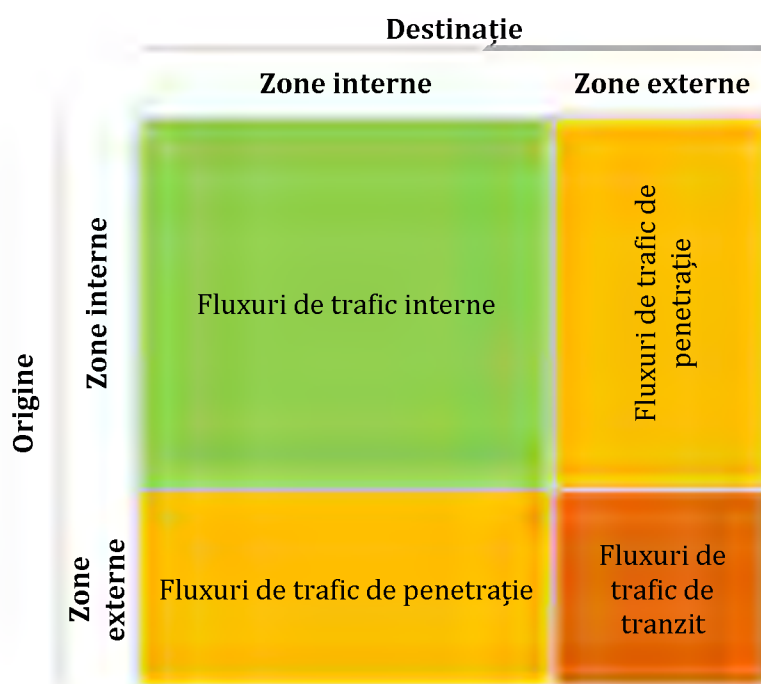 Destinație
Zone interne
Zone externe
Origine
Zone interne
Fluxuri de trafic interne
Fluxuri de trafic de
penetrație
Zone
externe
Fluxuri de trafic de penetrație
Fluxuri de
trafic de
tranzit